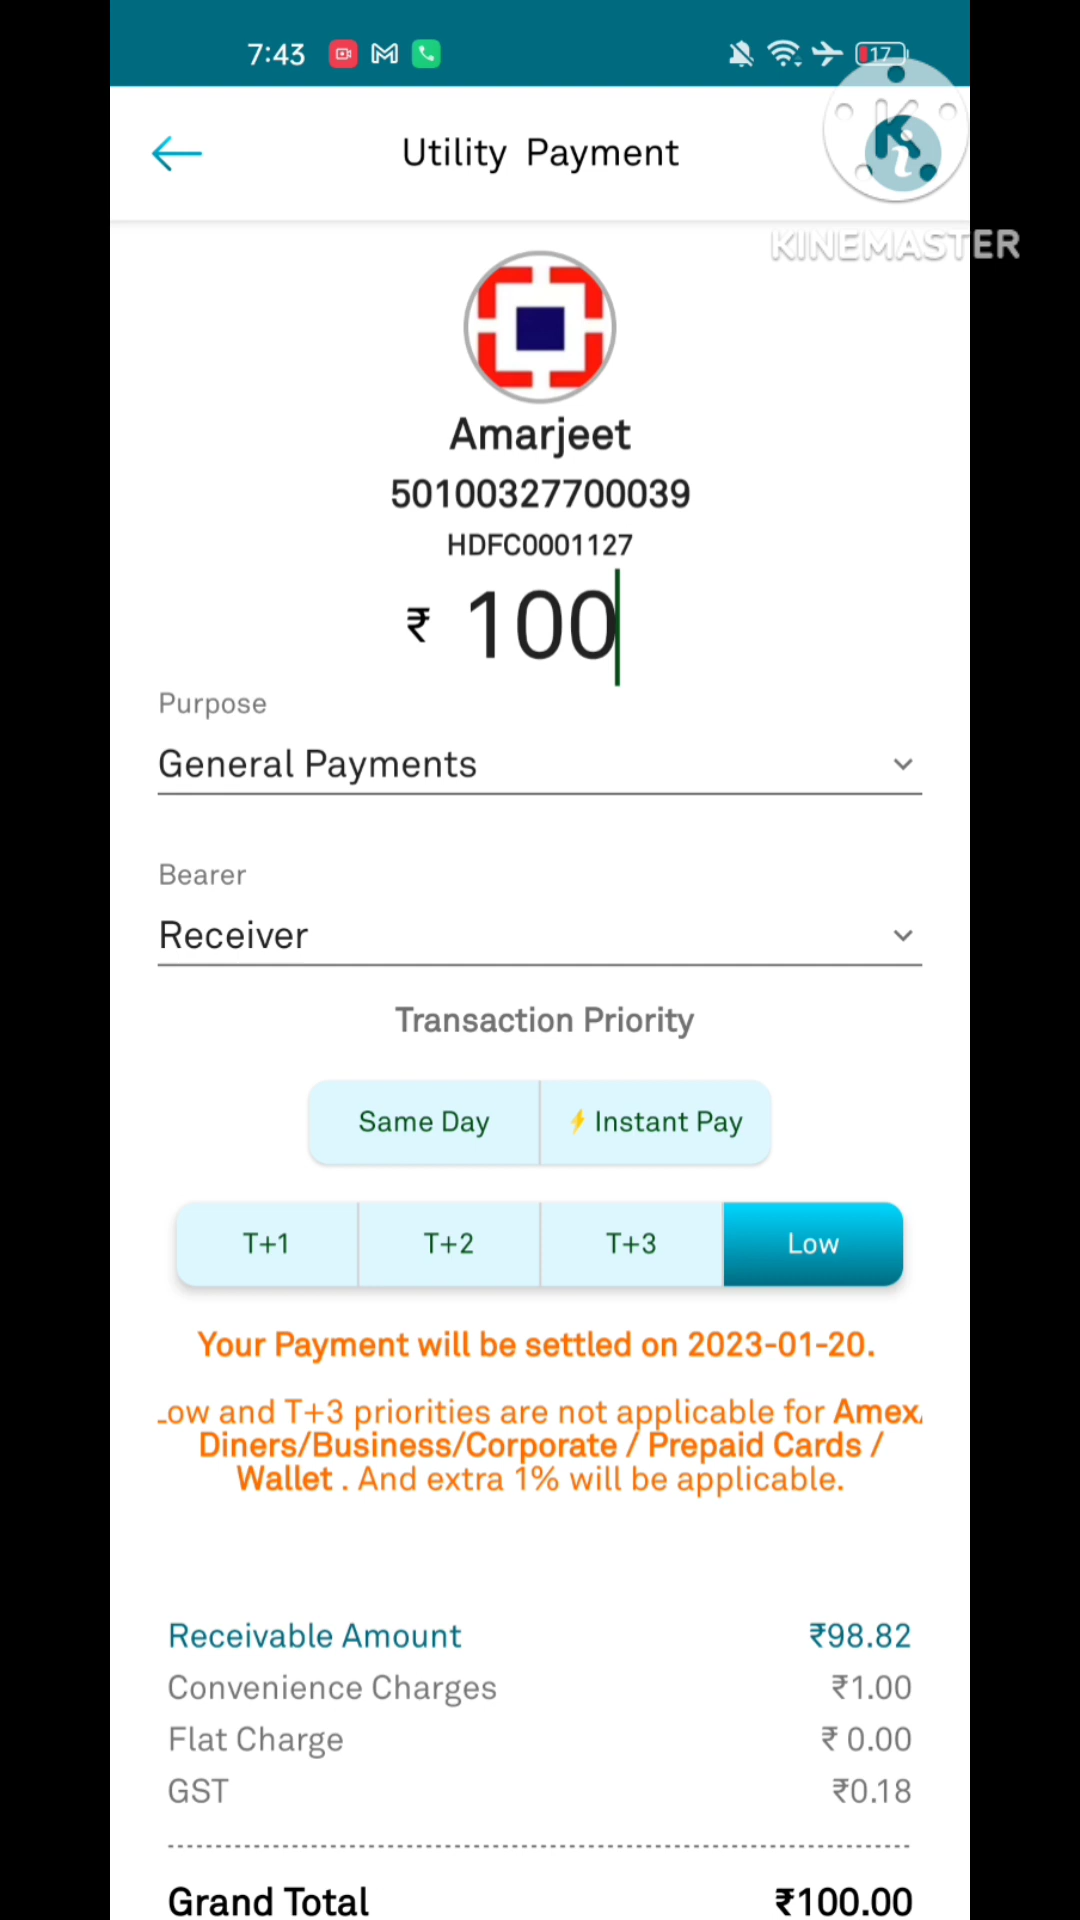 7:43
17
Utility Payment
KINEMASTER
Amarjeet
50100327700039
HDFC0001127
₹ 100
Purpose
General Payments
Bearer
Receiver
Transaction Priority
Same Day
⚡ Instant Pay
T+1 T+2 T+3 Low
Your Payment will be settled on 2023-01-20.
Low and T+3 priorities are not applicable for Amex/
Diners/Business/Corporate / Prepaid Cards /
Wallet . And extra 1% will be applicable.
Receivable Amount ₹98.82
Convenience Charges ₹1.00
Flat Charge ₹ 0.00
GST ₹0.18
Grand Total ₹100.00